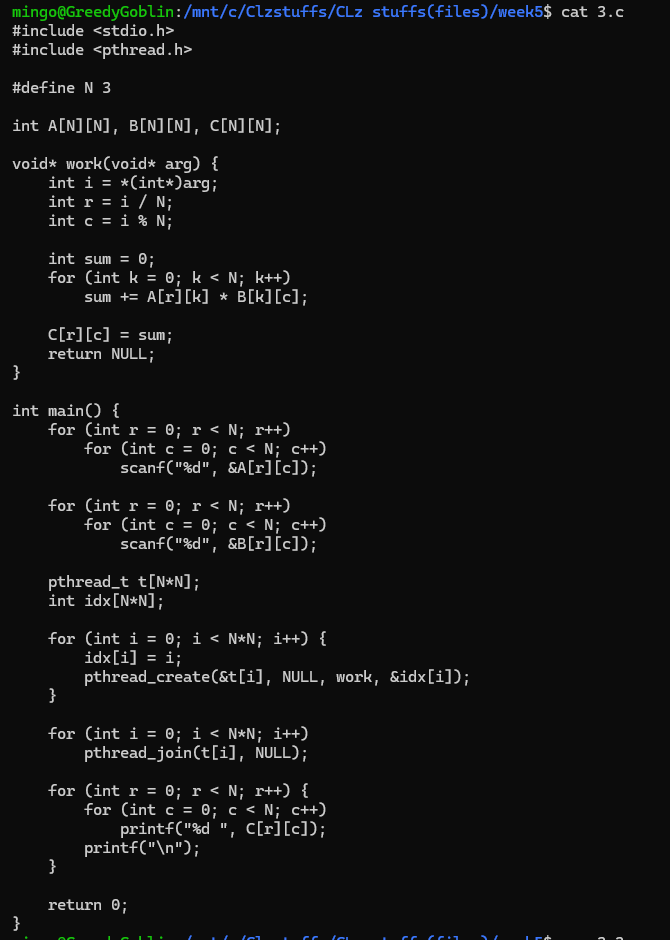 mingo@GreedyGoblin:/mnt/c/Clzstuffs/CLz stuffs(files)/week5$ cat 3.c
#include <stdio.h>
#include <pthread.h>

#define N 3

int A[N][N], B[N][N], C[N][N];

void* work(void* arg) {
    int i = *(int*)arg;
    int r = i / N;
    int c = i % N;

    int sum = 0;
    for (int k = 0; k < N; k++)
        sum += A[r][k] * B[k][c];

    C[r][c] = sum;
    return NULL;
}

int main() {
    for (int r = 0; r < N; r++)
        for (int c = 0; c < N; c++)
            scanf("%d", &A[r][c]);

    for (int r = 0; r < N; r++)
        for (int c = 0; c < N; c++)
            scanf("%d", &B[r][c]);

    pthread_t t[N*N];
    int idx[N*N];

    for (int i = 0; i < N*N; i++) {
        idx[i] = i;
        pthread_create(&t[i], NULL, work, &idx[i]);
    }

    for (int i = 0; i < N*N; i++)
        pthread_join(t[i], NULL);

    for (int r = 0; r < N; r++) {
        for (int c = 0; c < N; c++)
            printf("%d ", C[r][c]);
        printf("\n");
    }

    return 0;
}